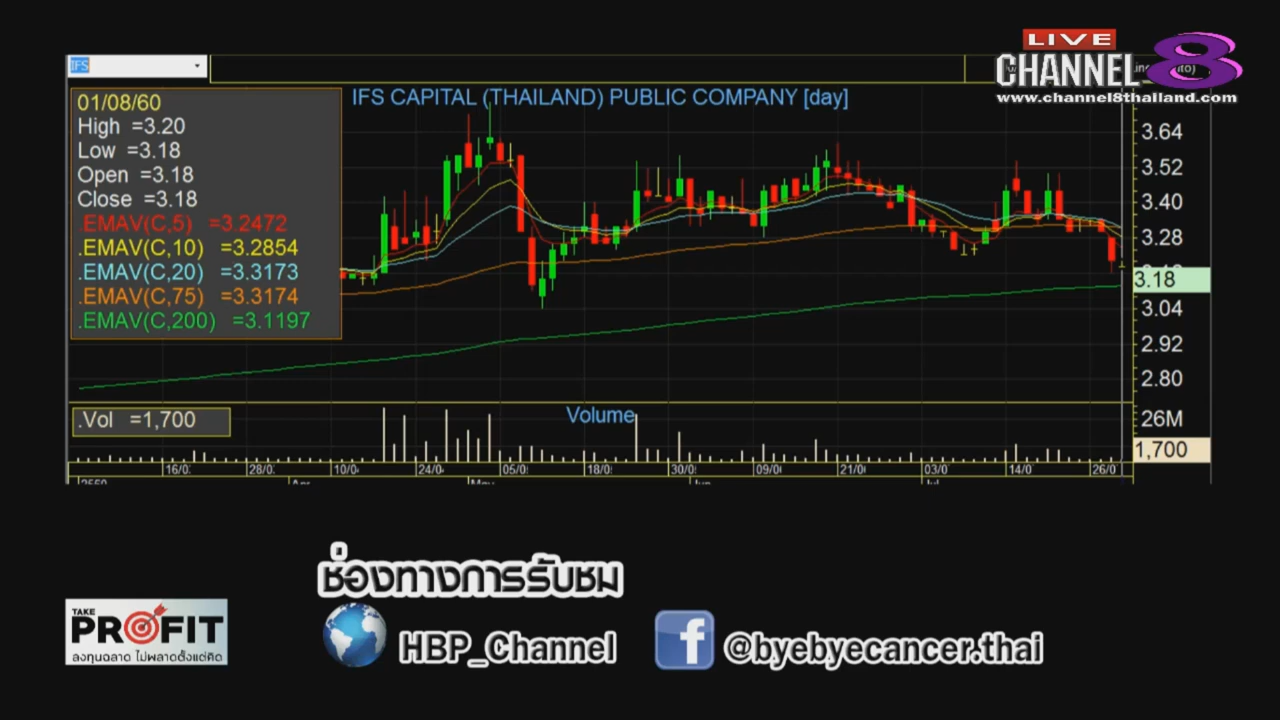 LIVE
CHANNEL 8
www.channel8thailand.com
IFS
IFS CAPITAL (THAILAND) PUBLIC COMPANY [day]
01/08/60
High =3.20
Low =3.18
Open =3.18
Close =3.18
.EMAV(C,5) =3.2472
.EMAV(C,10) =3.2854
.EMAV(C,20) =3.3173
.EMAV(C,75) =3.3174
.EMAV(C,200) =3.1197
3.64
3.52
3.40
3.28
3.18
3.04
2.92
2.80
.Vol =1,700
Volume
26M
1,700
16/0 28/0 10/0 24/0 05/0 18/0 30/0 09/0 21/0 03/0 14/0 26/0
2560 Apr May Jun Jul
ช่องทางการรับชม
TAKE
PROFIT
ลงทุนฉลาด ไม่พลาดตั้งแต่คิด
HBP_Channel
@byebyecancer.thai